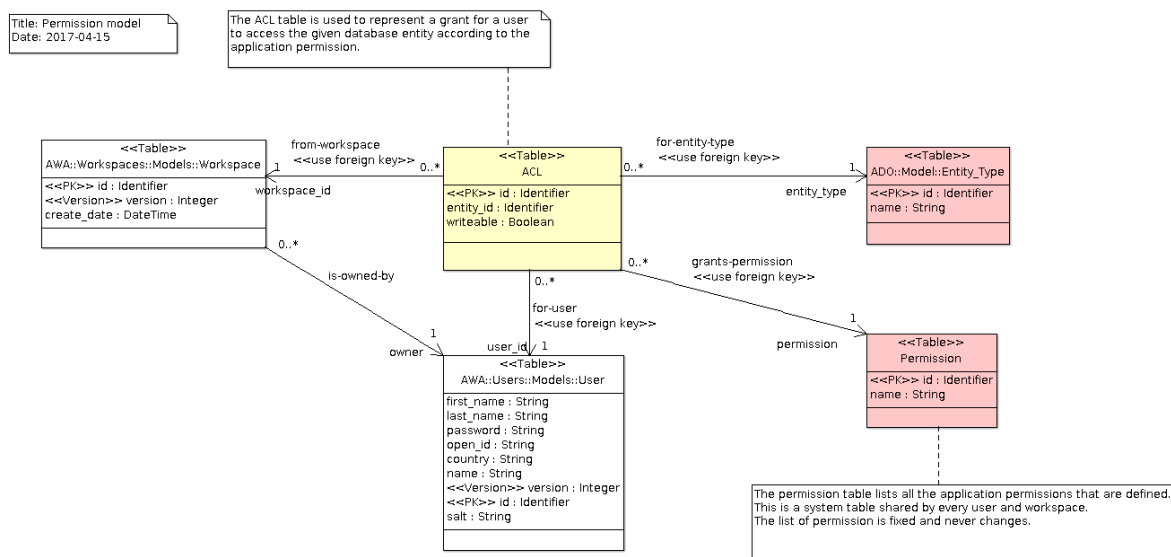 Title: Permission model
Date: 2017-04-15
The ACL table is used to represent a grant for a user
to access the given database entity according to the
application permission.
<<Table>>
AWA::Workspaces::Models::Workspace
<<PK>> id : Identifier
<<Version>> version : Integer
create_date : DateTime
from-workspace
<<use foreign key>>
1
0..*
workspace_id
<<Table>>
ACL
<<PK>> id : Identifier
entity_id : Identifier
writeable : Boolean
for-entity-type
<<use foreign key>>
0..*
1
entity_type
<<Table>>
ADO::Model::Entity_Type
<<PK>> id : Identifier
name : String
0..*
is-owned-by
1
owner
0..*
for-user
<<use foreign key>>
user_id
1
0..*
grants-permission
<<use foreign key>>
1
permission
<<Table>>
Permission
<<PK>> id : Identifier
name : String
<<Table>>
AWA::Users::Models::User
first_name : String
last_name : String
password : String
open_id : String
country : String
name : String
<<Version>> version : Integer
<<PK>> id : Identifier
salt : String
The permission table lists all the application permissions that are defined.
This is a system table shared by every user and workspace.
The list of permission is fixed and never changes.